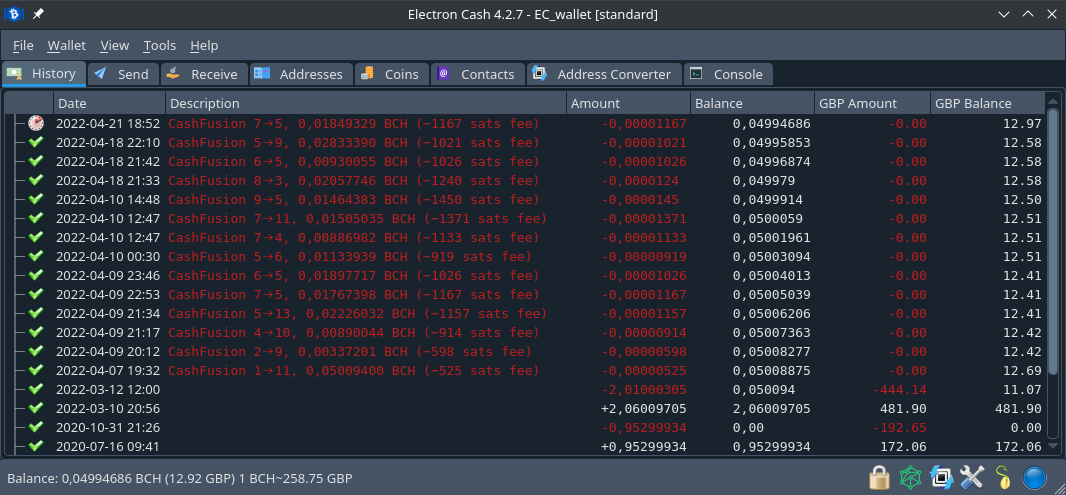 Electron Cash 4.2.7 - EC_wallet [standard]
File Wallet View Tools Help
History Send Receive Addresses Coins @ Contacts Address Converter Console
Date Description Amount Balance GBP Amount GBP Balance
2022-04-21 18:52 CashFusion 7→5, 0,01849329 BCH (−1167 sats fee) -0,00001167 0,04994686 -0.00 12.97
2022-04-18 22:10 CashFusion 5→9, 0,02833390 BCH (−1021 sats fee) -0,00001021 0,04995853 -0.00 12.58
2022-04-18 21:42 CashFusion 6→5, 0,00930055 BCH (−1026 sats fee) -0,00001026 0,04996874 -0.00 12.58
2022-04-18 21:33 CashFusion 8→3, 0,02057746 BCH (−1240 sats fee) -0,0000124 0,049979 -0.00 12.58
2022-04-10 14:48 CashFusion 9→5, 0,01464383 BCH (−1450 sats fee) -0,0000145 0,0499914 -0.00 12.50
2022-04-10 12:47 CashFusion 7→11, 0,01505035 BCH (−1371 sats fee) -0,00001371 0,0500059 -0.00 12.51
2022-04-10 12:47 CashFusion 7→4, 0,00886982 BCH (−1133 sats fee) -0,00001133 0,05001961 -0.00 12.51
2022-04-10 00:30 CashFusion 5→6, 0,01133939 BCH (−919 sats fee) -0,00000919 0,05003094 -0.00 12.51
2022-04-09 23:46 CashFusion 6→5, 0,01897717 BCH (−1026 sats fee) -0,00001026 0,05004013 -0.00 12.41
2022-04-09 22:53 CashFusion 7→5, 0,01767398 BCH (−1167 sats fee) -0,00001167 0,05005039 -0.00 12.41
2022-04-09 21:34 CashFusion 5→13, 0,02226032 BCH (−1157 sats fee) -0,00001157 0,05006206 -0.00 12.41
2022-04-09 21:17 CashFusion 4→10, 0,00890044 BCH (−914 sats fee) -0,00000914 0,05007363 -0.00 12.42
2022-04-09 20:12 CashFusion 2→9, 0,00337201 BCH (−598 sats fee) -0,00000598 0,05008277 -0.00 12.42
2022-04-07 19:32 CashFusion 1→11, 0,05009400 BCH (−525 sats fee) -0,00000525 0,05008875 -0.00 12.69
2022-03-12 12:00 -2,01000305 0,050094 -444.14 11.07
2022-03-10 20:56 +2,06009705 2,06009705 481.90 481.90
2020-10-31 21:26 -0,95299934 0,00 -192.65 0.00
2020-07-16 09:41 +0,95299934 0,95299934 172.06 172.06
Balance: 0,04994686 BCH (12.92 GBP) 1 BCH~258.75 GBP